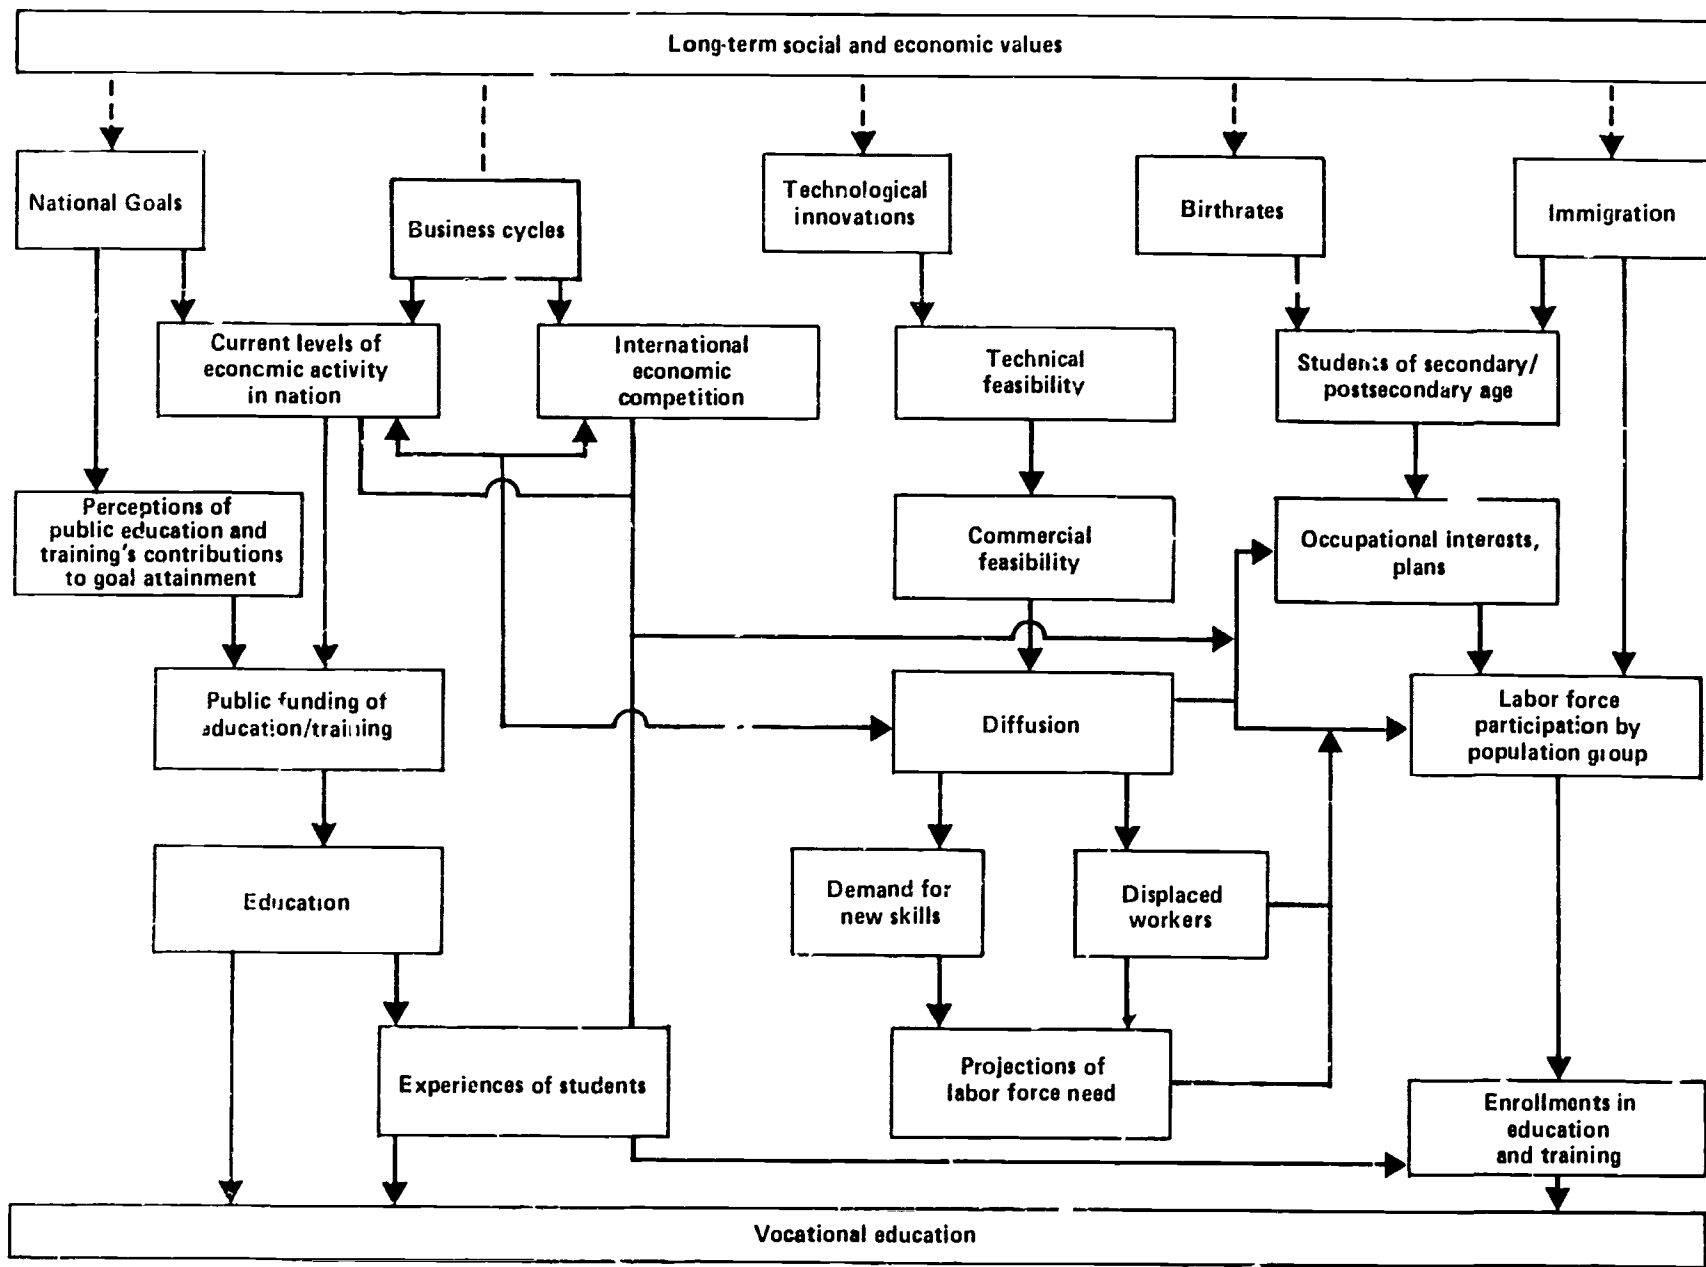 Long-term social and economic values
National Goals
Business cycles
Technological
innovations
Birthrates
Immigration
Current levels of
economic activity
in nation
International
economic
competition
Technical
feasibility
Students of secondary/
postsecondary age
Perceptions of
public education and
training's contributions
to goal attainment
Commercial
feasibility
Occupational interests,
plans
Public funding of
education/training
Diffusion
Labor force
participation by
population group
Education
Demand for
new skills
Displaced
workers
Experiences of students
Projections of
labor force need
Enrollments in
education
and training
Vocational education